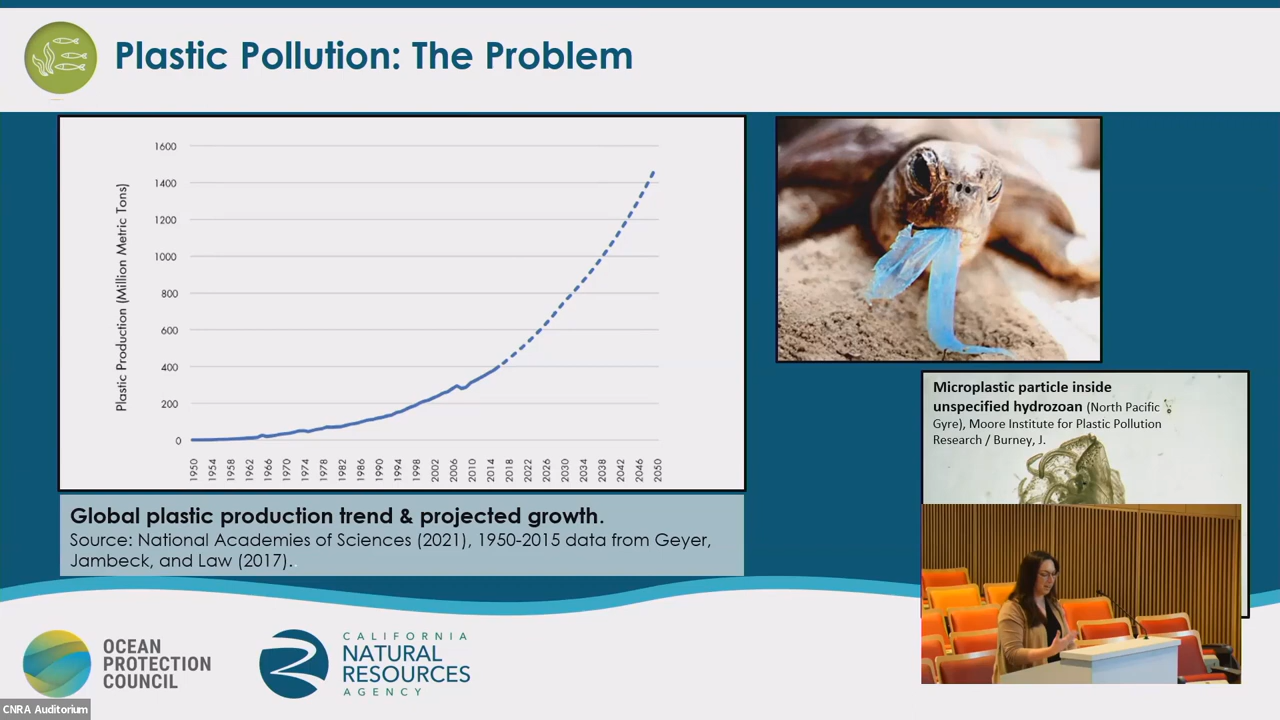 Plastic Pollution: The Problem
1600
1400
1200
1000
800
600
400
200
0
Plastic Production (Million Metric Tons)
1950
1954
1958
1962
1966
1970
1974
1978
1982
1986
1990
1994
1998
2002
2006
2010
2014
2018
2022
2026
2030
2034
2038
2042
2046
2050
Global plastic production trend & projected growth.
Source: National Academies of Sciences (2021), 1950-2015 data from Geyer,
Jambeck, and Law (2017).
Microplastic particle inside
unspecified hydrozoan (North Pacific
Gyre), Moore Institute for Plastic Pollution
Research / Burney, J.
OCEAN
PROTECTION
COUNCIL
CALIFORNIA
NATURAL
RESOURCES
AGENCY
CNRA Auditorium